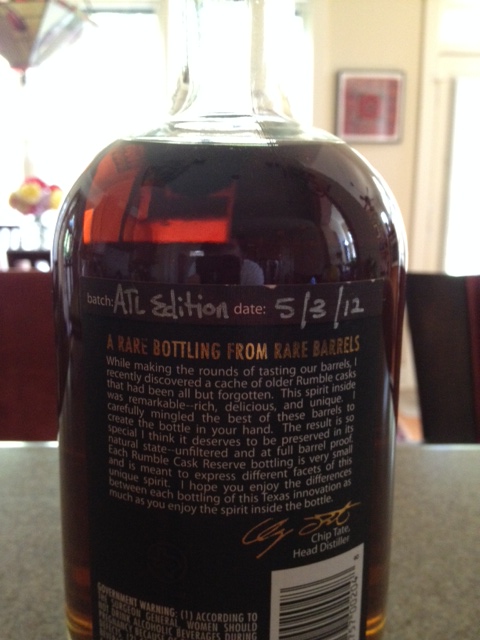 batch: ATL Edition date: 5/3/12
A RARE BOTTLING FROM RARE BARRELS
While making the rounds of tasting our barrels, I
recently discovered a cache of older Rumble casks
that had been all but forgotten. This spirit inside
was remarkable--rich, delicious, and unique. I
carefully mingled the best of these barrels to
create the bottle in your hand. The result is so
special I think it deserves to be preserved in its
natural state--unfiltered and at full barrel proof.
Each Rumble Cask Reserve bottling is very small
and is meant to express different facets of this
unique spirit. I hope you enjoy the differences
between each bottling of this Texas innovation as
much as you enjoy the spirit inside the bottle.
Chip Tate,
Head Distiller
GOVERNMENT WARNING: (1) ACCORDING TO
THE SURGEON GENERAL, WOMEN SHOULD
ALCOHOLIC BEVERAGES DURING